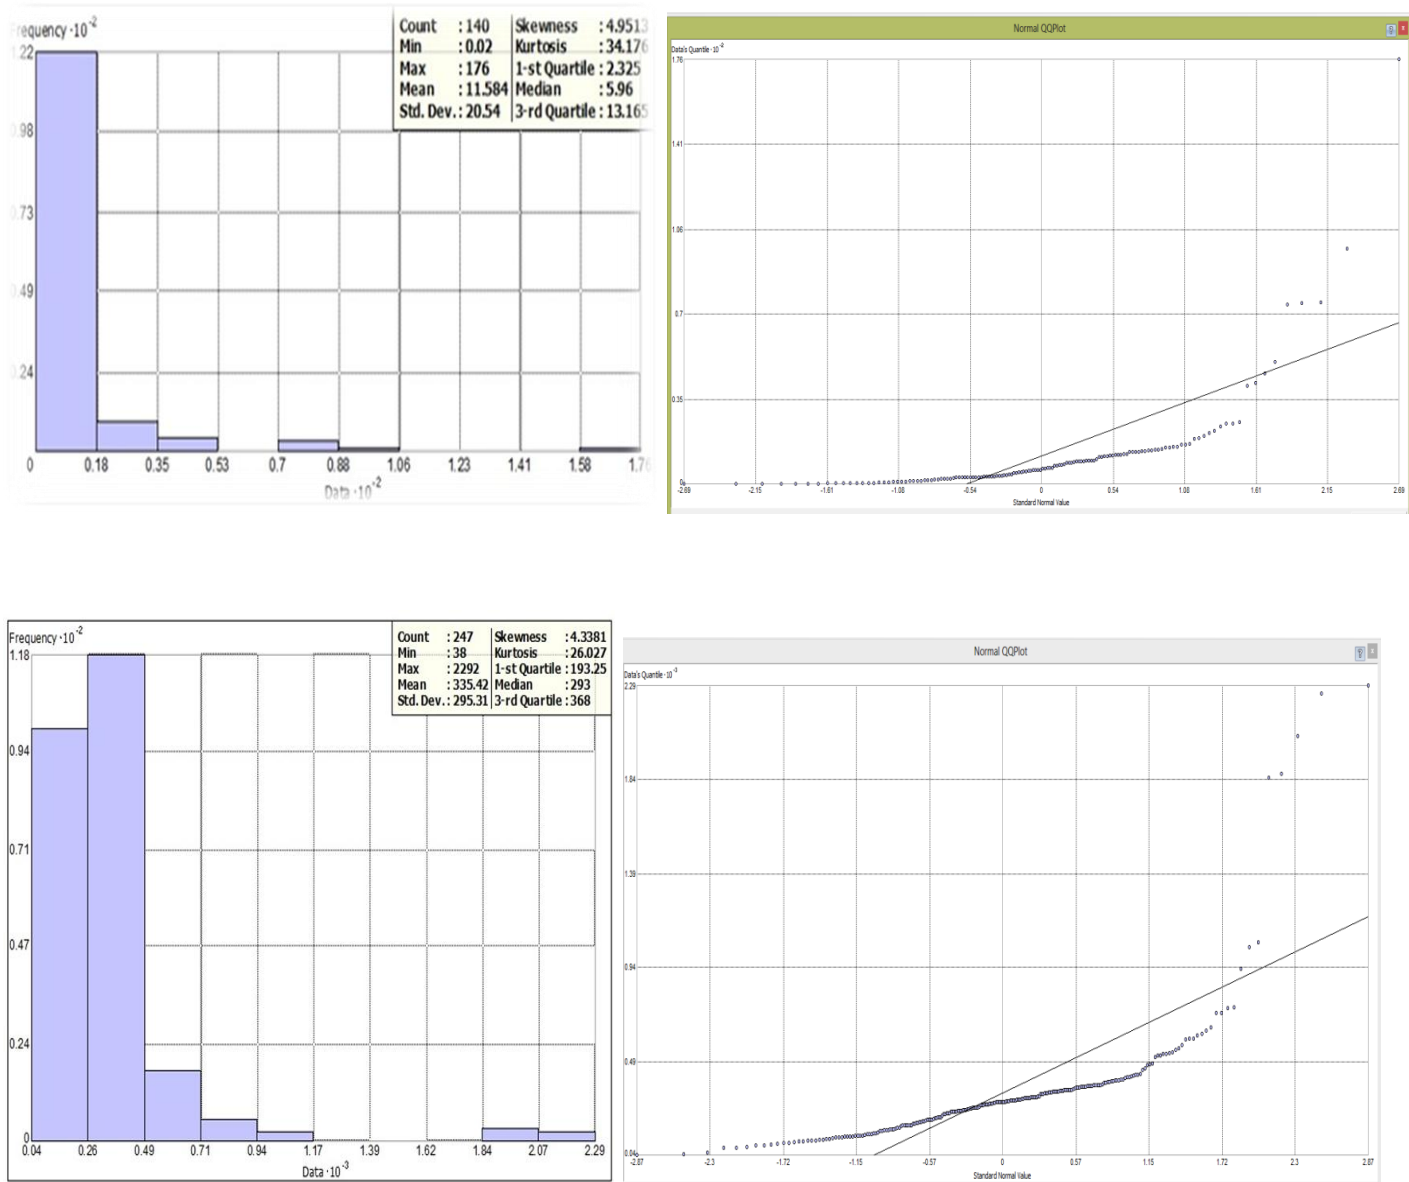 Frequency · 10⁻²
Count : 140 Skewness : 4.9513
Min : 0.02 Kurtosis : 34.176
Max : 176 1-st Quartile : 2.325
Mean : 11.584 Median : 5.96
Std. Dev. : 20.54 3-rd Quartile : 13.165
1.22
0.98
0.73
0.49
0.24
0 0.18 0.35 0.53 0.7 0.88 1.06 1.23 1.41 1.58 1.76
Data · 10⁻²
Normal QQPlot
Data's Quantile · 10⁻²
1.76
1.41
1.06
0.7
0.35
0
-2.69 -2.15 -1.61 -1.08 -0.54 0 0.54 1.08 1.61 2.15 2.69
Standard Normal Value
Frequency · 10⁻²
Count : 247 Skewness : 4.3381
Min : 38 Kurtosis : 26.027
Max : 2292 1-st Quartile : 193.25
Mean : 335.42 Median : 293
Std. Dev. : 295.31 3-rd Quartile : 368
1.18
0.94
0.71
0.47
0.24
0
0.04 0.26 0.49 0.71 0.94 1.17 1.39 1.62 1.84 2.07 2.29
Data · 10⁻³
Normal QQPlot
Data's Quantile · 10⁻³
2.29
1.84
1.39
0.94
0.49
0.04
-2.87 -2.3 -1.72 -1.15 -0.57 0 0.57 1.15 1.72 2.3 2.87
Standard Normal Value